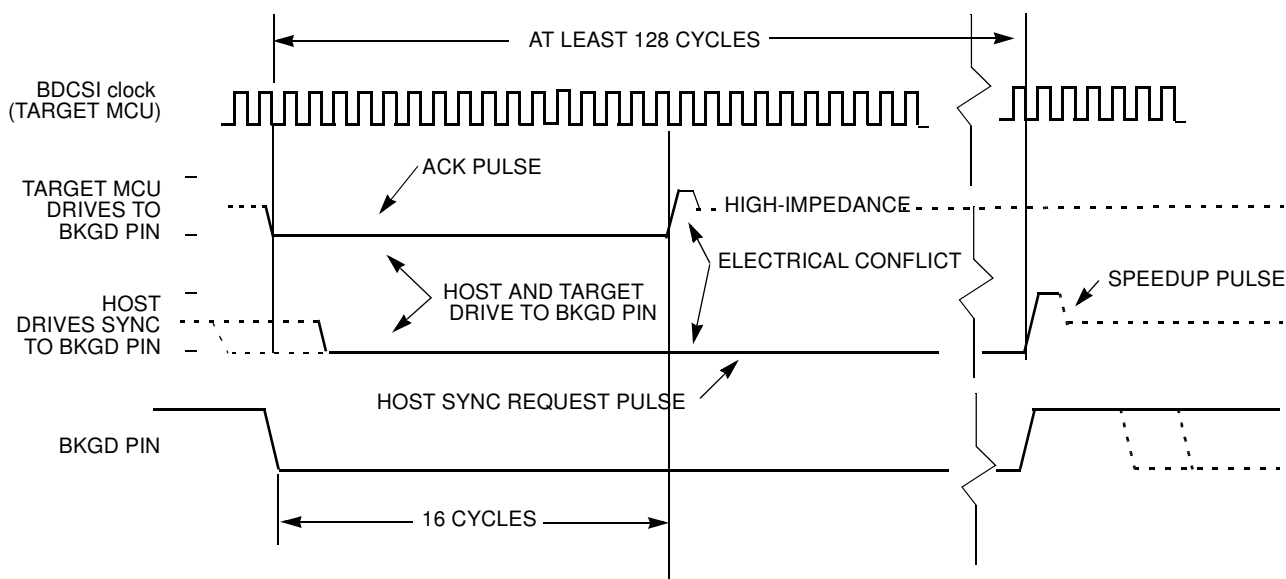 AT LEAST 128 CYCLES
BDCSI clock
(TARGET MCU)
ACK PULSE
TARGET MCU
DRIVES TO
BKGD PIN
HIGH-IMPEDANCE
ELECTRICAL CONFLICT
SPEEDUP PULSE
HOST AND TARGET
DRIVE TO BKGD PIN
HOST
DRIVES SYNC
TO BKGD PIN
HOST SYNC REQUEST PULSE
BKGD PIN
16 CYCLES